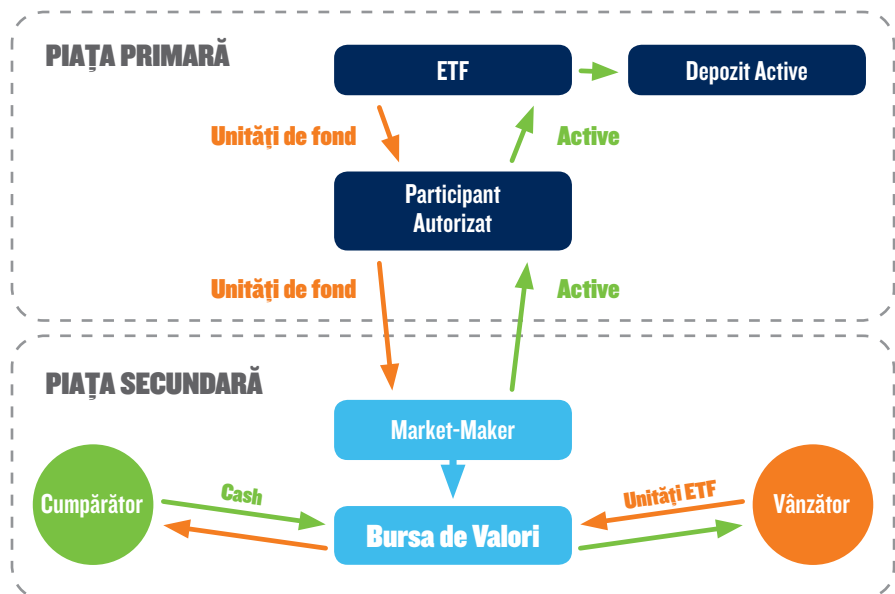 PIAȚA PRIMARĂ
ETF
Depozit Active
Unități de fond
Active
Participant
Autorizat
Unități de fond
Active
PIAȚA SECUNDARĂ
Market-Maker
Cumpărător
Cash
Bursa de Valori
Unități ETF
Vânzător